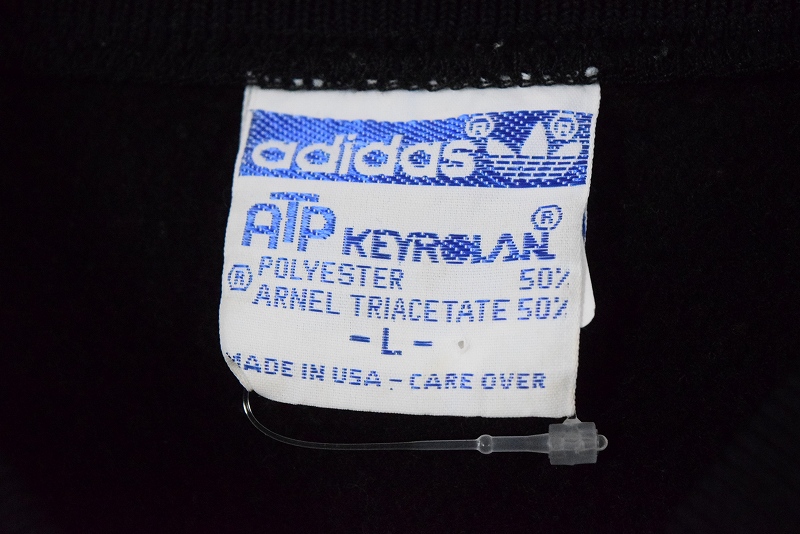 adidas® ®
ATP KEYROLAN®
® POLYESTER 50%
ARNEL TRIACETATE 50%
-L-
MADE IN USA - CARE OVER